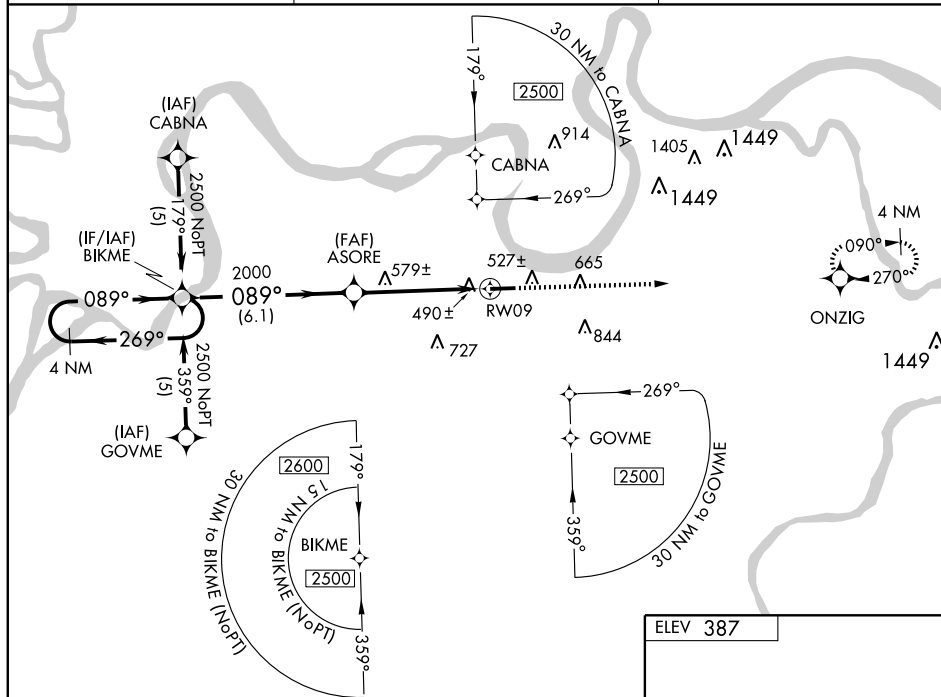 30 NM to CABNA
179°
2500
914
CABNA
269°
1405
1449
1449
(IAF)
CABNA
2500 NoPT
179°
(5)
(IF/IAF)
BIKME
2000
089°
(6.1)
089°
269°
4 NM
2500 NoPT
359°
(5)
(IAF)
GOVME
(FAF)
ASORE
579±
490±
RW09
527±
665
727
844
4 NM
090°
270°
ONZIG
1449
269°
GOVME
2500
359°
30 NM to GOVME
2600
179°
30 NM to BIKME (NoPT)
15 NM to BIKME (NoPT)
BIKME
2500
359°
ELEV 387